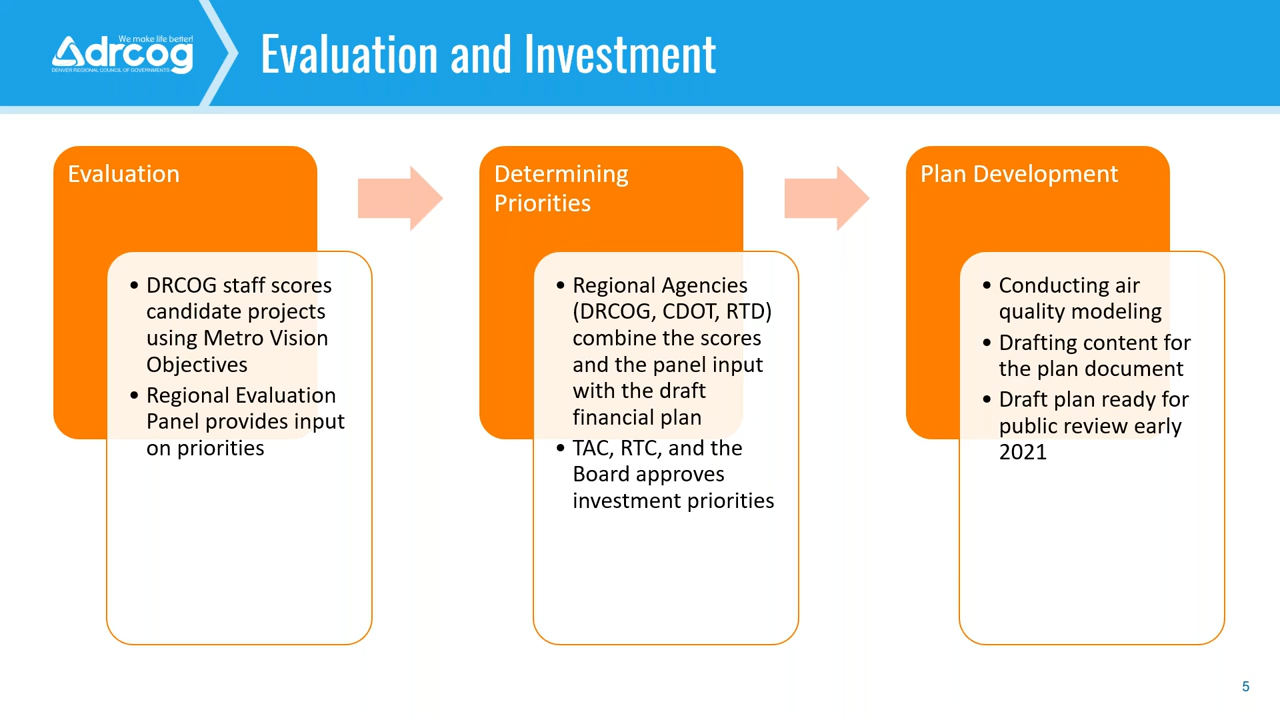 We make life better!
drcog
DENVER REGIONAL COUNCIL OF GOVERNMENTS
Evaluation and Investment
Evaluation
• DRCOG staff scores
candidate projects
using Metro Vision
Objectives
• Regional Evaluation
Panel provides input
on priorities
Determining
Priorities
• Regional Agencies
(DRCOG, CDOT, RTD)
combine the scores
and the panel input
with the draft
financial plan
• TAC, RTC, and the
Board approves
investment priorities
Plan Development
• Conducting air
quality modeling
• Drafting content for
the plan document
• Draft plan ready for
public review early
2021
5